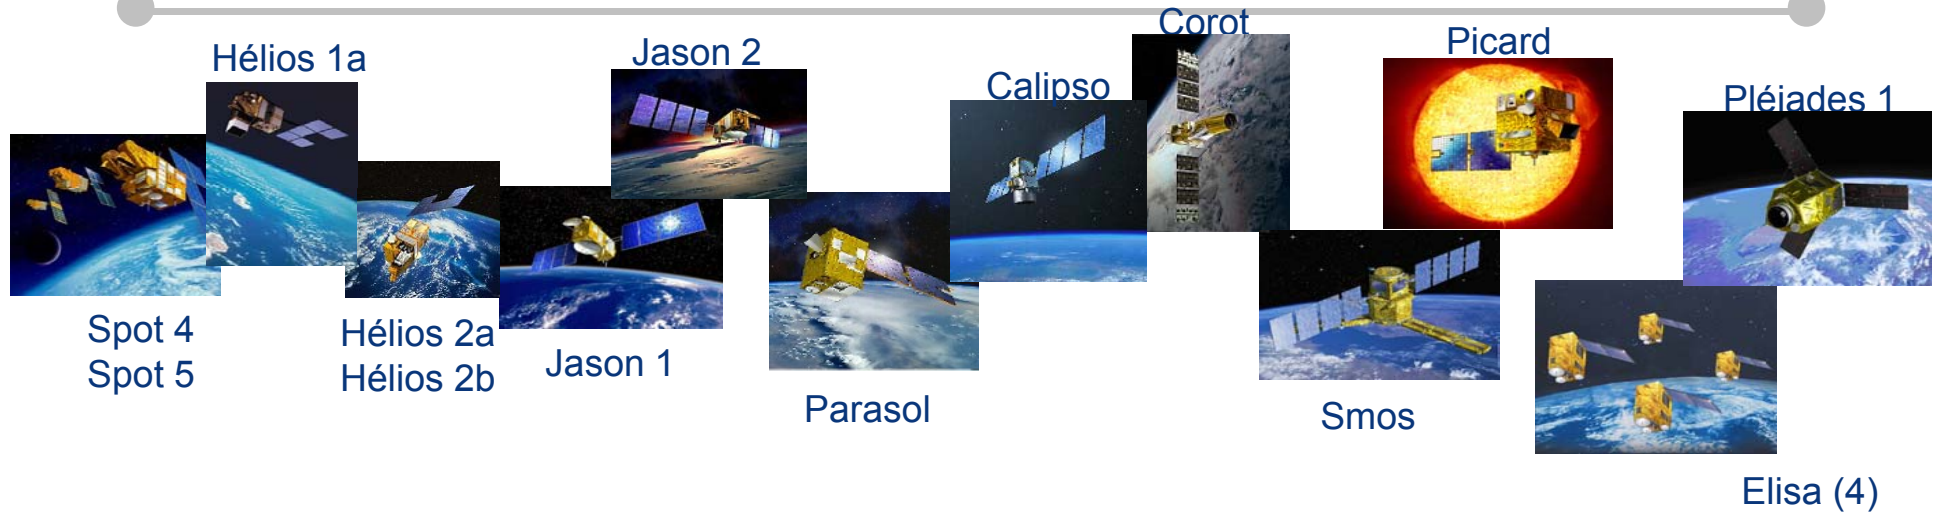 Corot
Hélios 1a
Jason 2
Picard
Calipso
Pléiades 1
Spot 4
Spot 5
Hélios 2a
Hélios 2b
Jason 1
Parasol
Smos
Elisa (4)